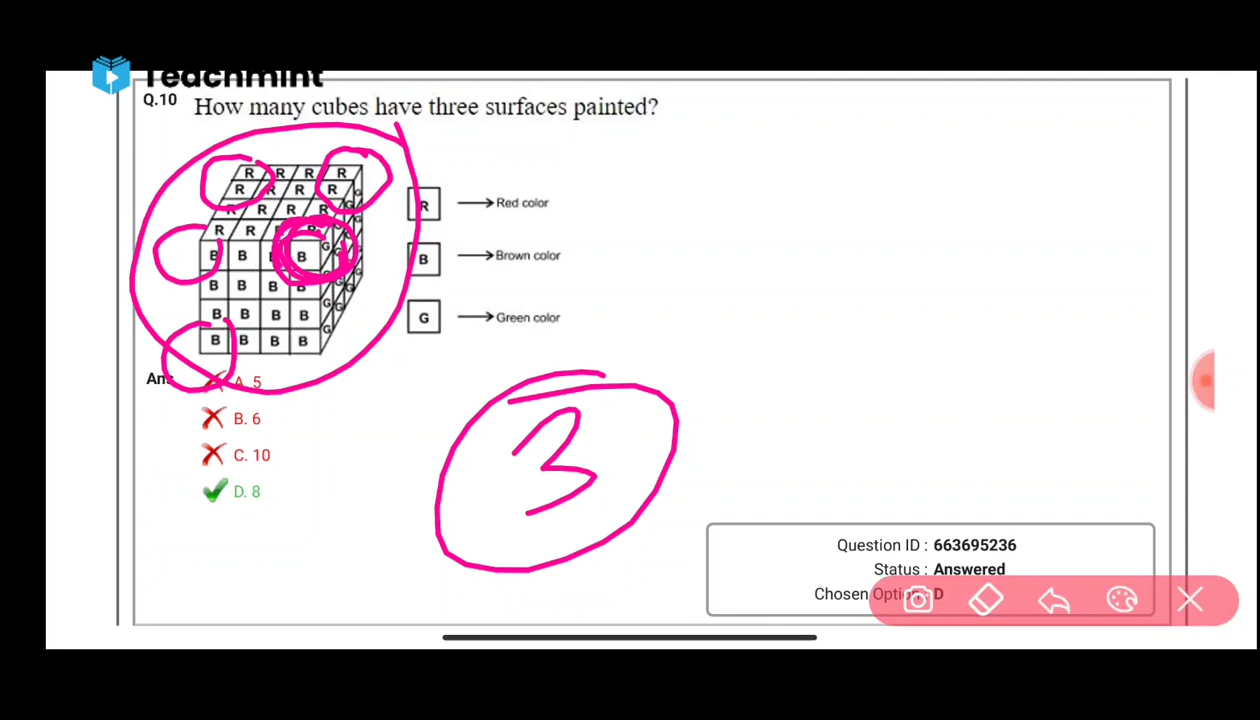 Teachmint
Q.10 How many cubes have three surfaces painted?
R R R R
R R R R G
R R R R G G
R R R R G
B B B B G G
B B B B G G
B B B B G G
B B B B G
R → Red color
B → Brown color
G → Green color
Ans A. 5
B. 6
C. 10
D. 8
3
Question ID : 663695236
Status : Answered
Chosen Option : D